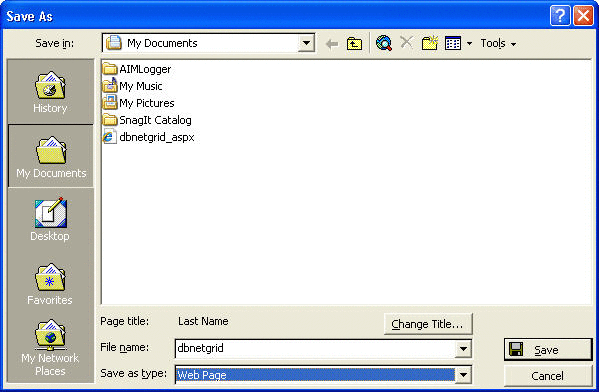 Save As
Save in:
My Documents
Tools
History
My Documents
Desktop
Favorites
My Network
Places
AIMLogger
My Music
My Pictures
SnagIt Catalog
dbnetgrid_aspx
Page title:
Last Name
Change Title...
File name:
dbnetgrid
Save
Save as type:
Web Page
Cancel